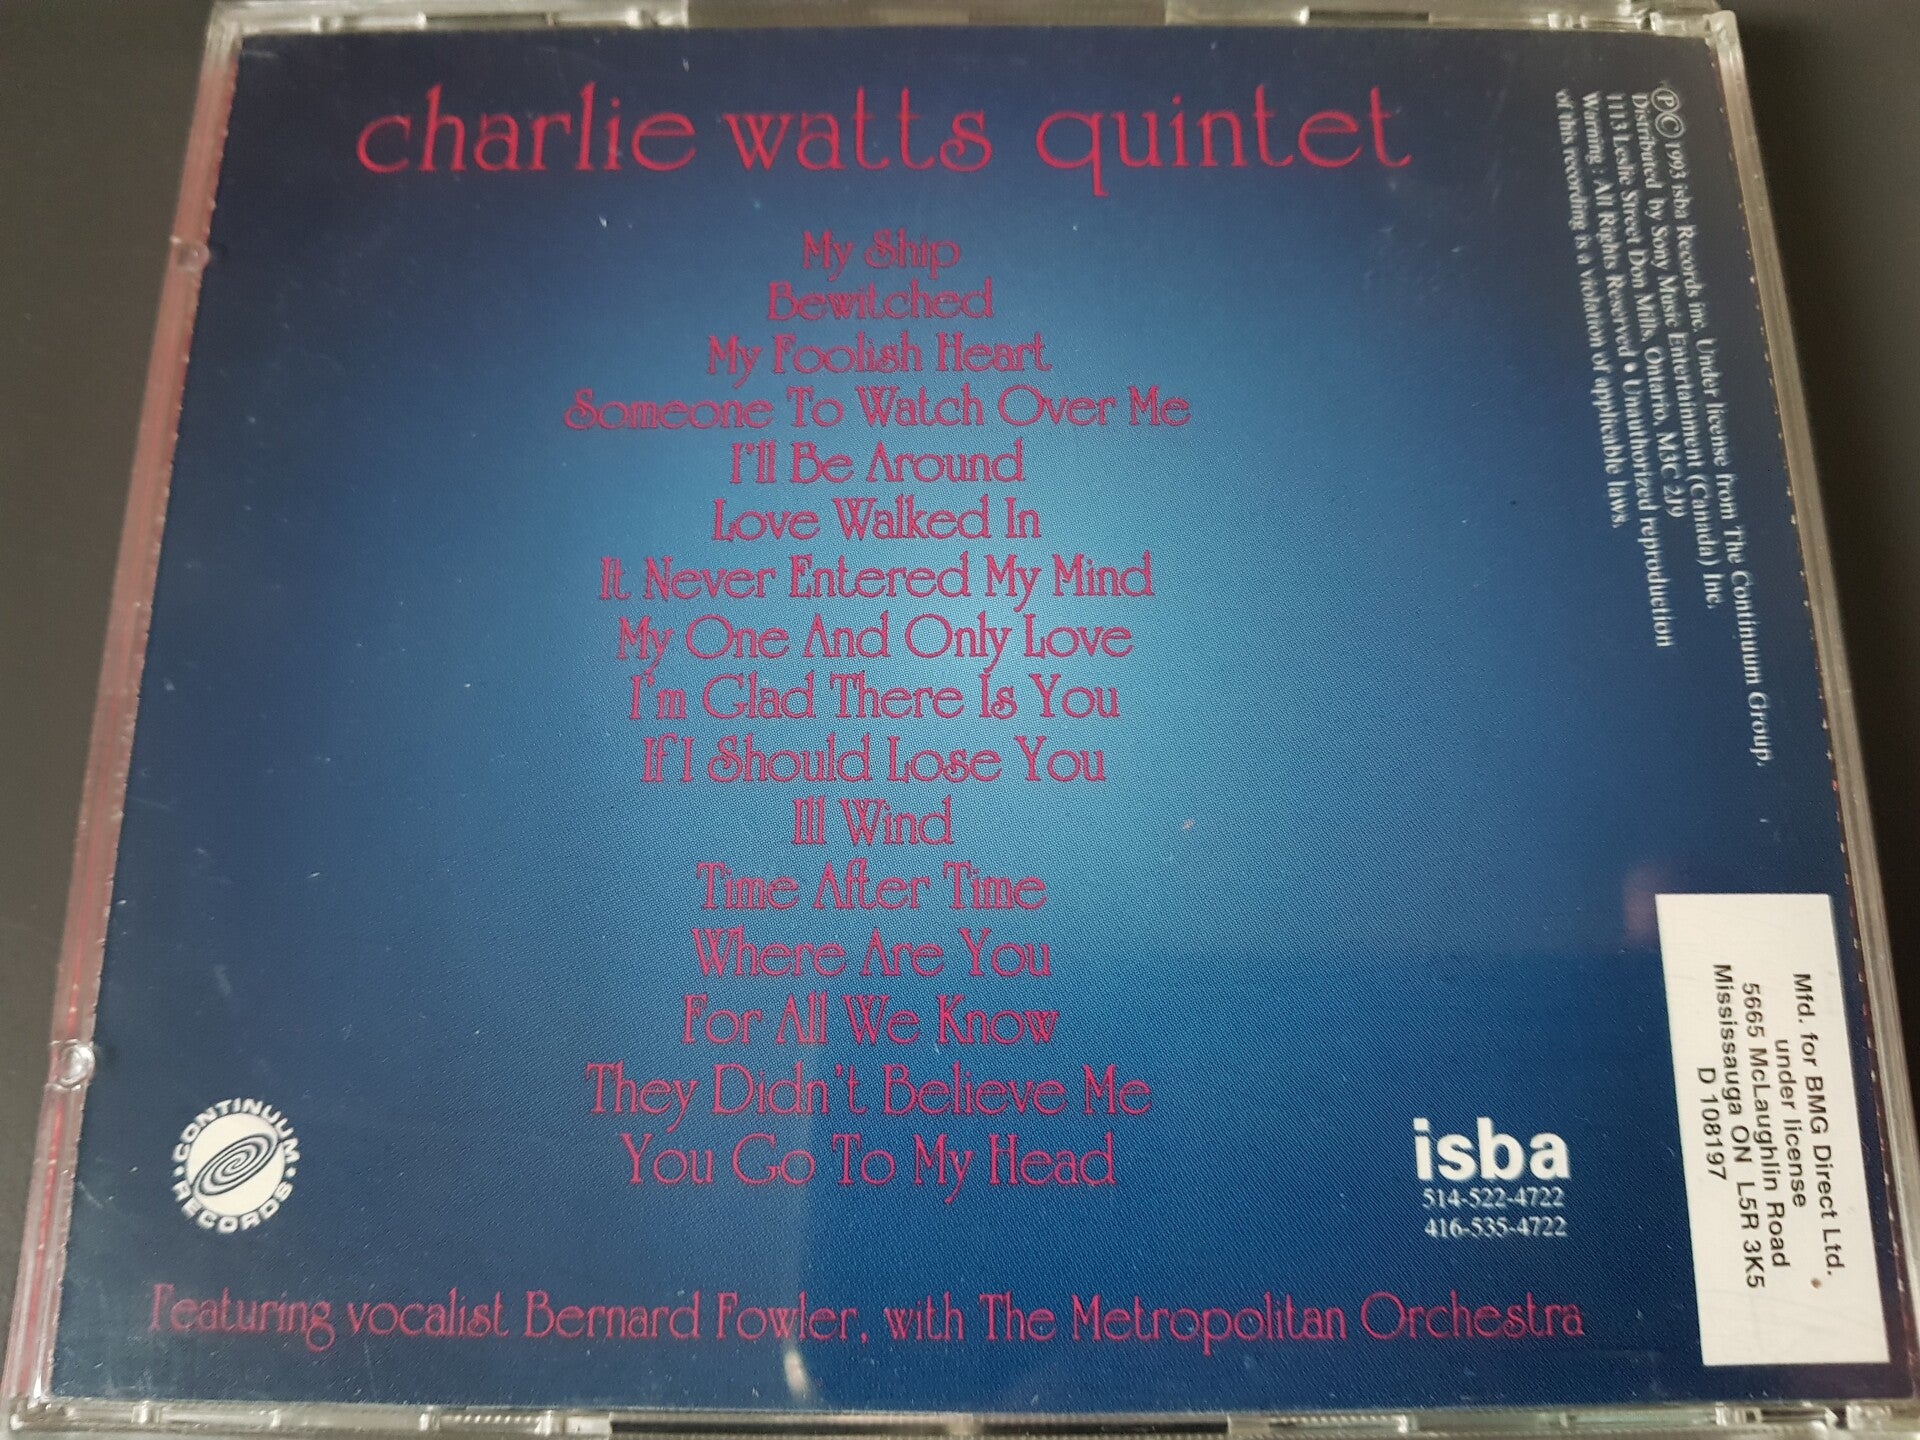 charlie watts quintet
My Ship
Bewitched
My Foolish Heart
Someone To Watch Over Me
I'll Be Around
Love Walked In
It Never Entered My Mind
My One And Only Love
I'm Glad There Is You
If I Should Lose You
Ill Wind
Time After Time
Where Are You
For All We Know
They Didn't Believe Me
You Go To My Head
Featuring vocalist Bernard Fowler, with The Metropolitan Orchestra
CONTINUUM
RECORDS
isba
514-522-4722
416-535-4722
ⓅⒸ1993 isba Records inc. Under license from The Continuum Group.
Distributed by Sony Music Entertainment (Canada) Inc.
1113 Leslie Street Don Mills, Ontario, M3C 2J9
Warning : All Rights Reserved • Unauthorized reproduction
of this recording is a violation of applicable laws.
Mfd. for BMG Direct Ltd.
under license
5665 McLaughlin Road
Mississauga ON L5R 3K5
D 108197